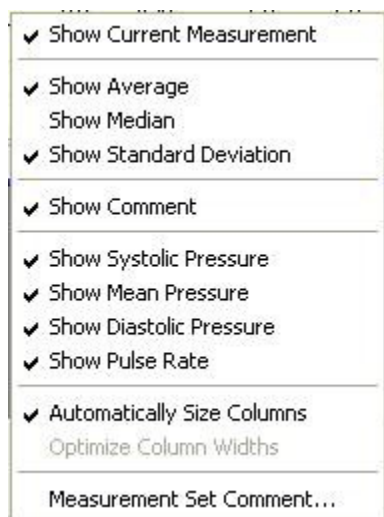 Show Current Measurement
Show Average
Show Median
Show Standard Deviation
Show Comment
Show Systolic Pressure
Show Mean Pressure
Show Diastolic Pressure
Show Pulse Rate
Automatically Size Columns
Optimize Column Widths
Measurement Set Comment...